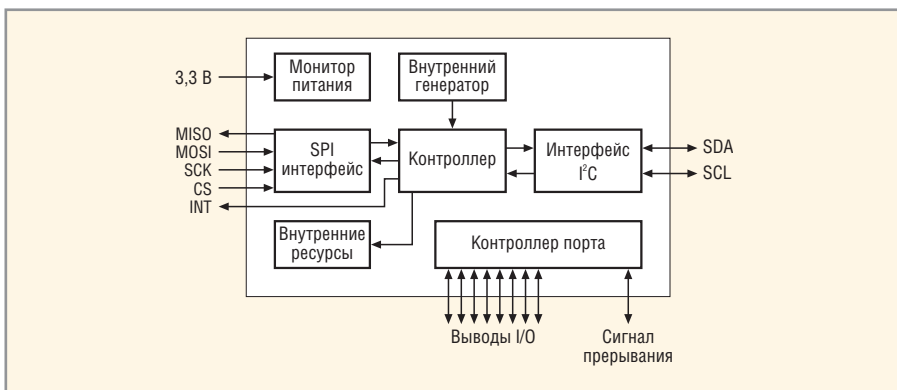 3,3 В
Монитор
питания
Внутренний
генератор
MISO
MOSI
SCK
CS
INT
SPI
интерфейс
Контроллер
Интерфейс
I²C
SDA
SCL
Внутренние
ресурсы
Контроллер порта
Выводы I/O
Сигнал
прерывания